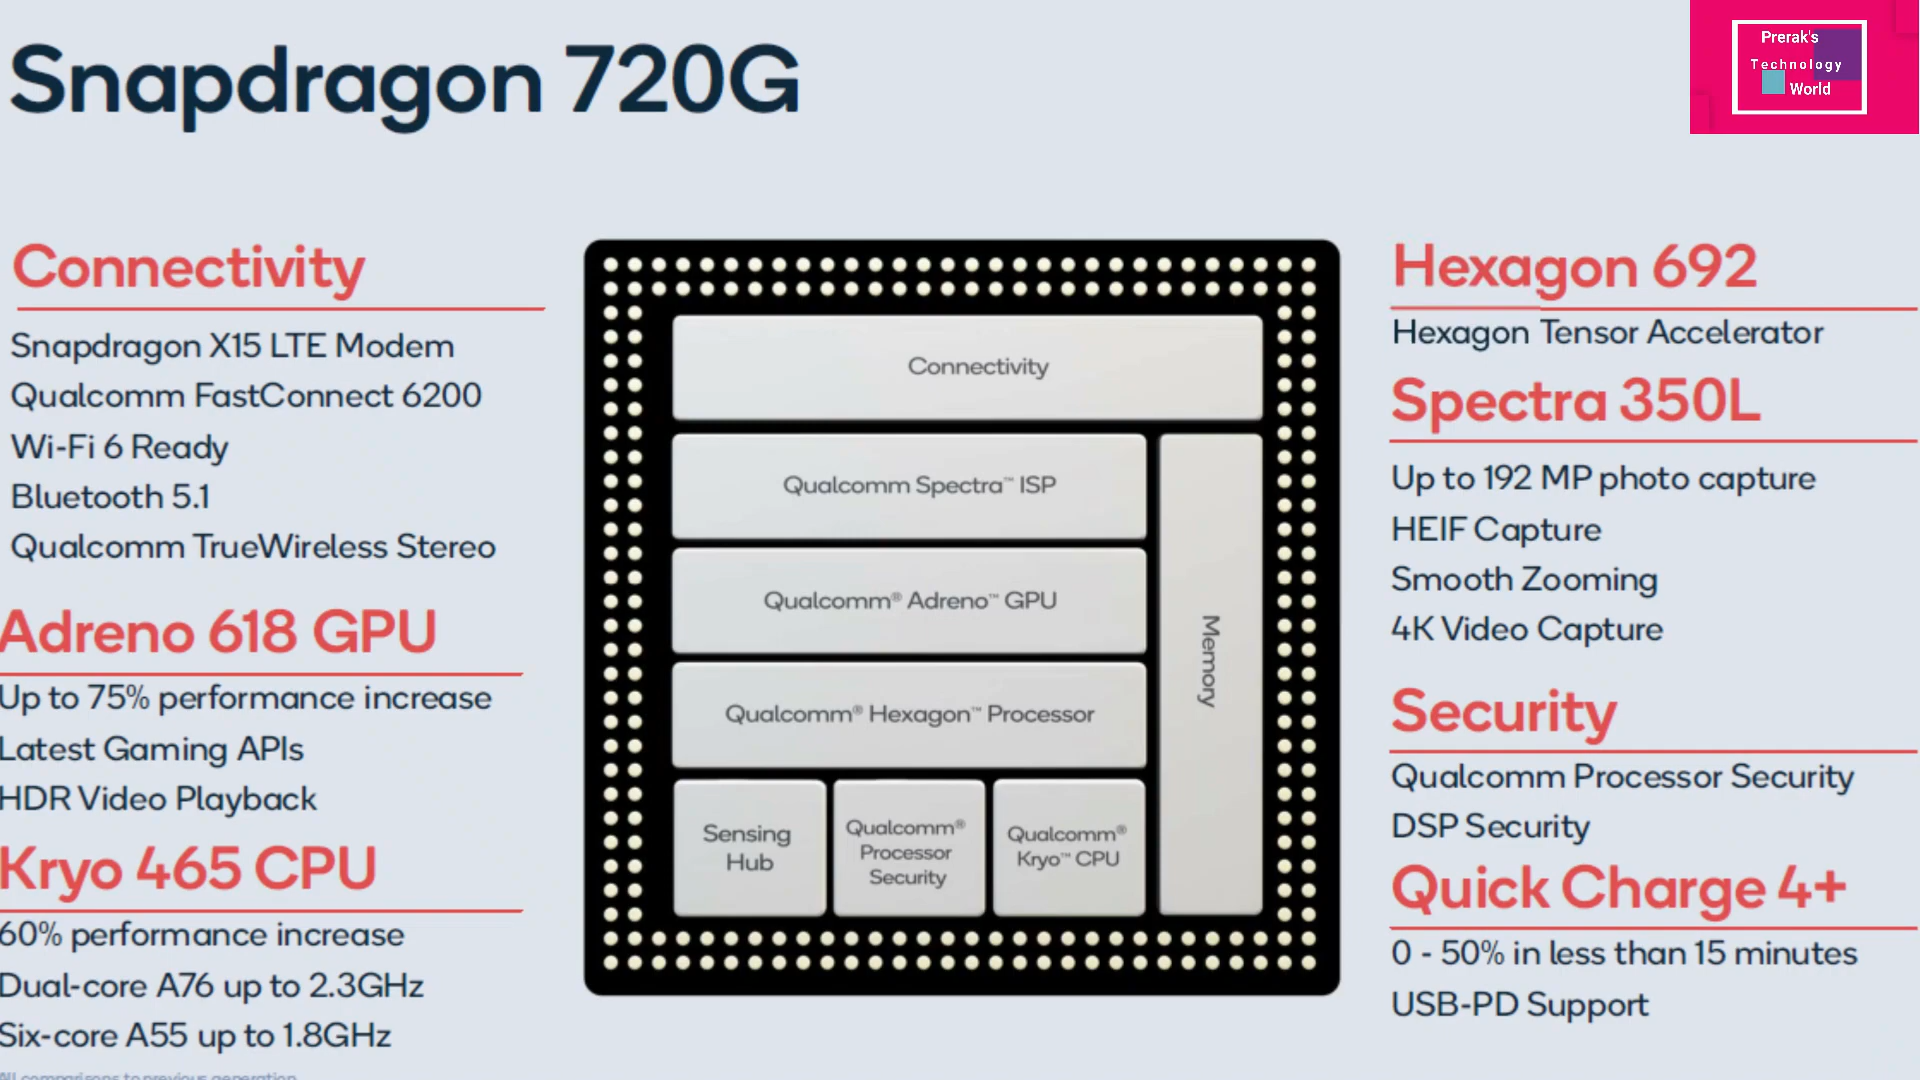 Snapdragon 720G
Prerak's
Technology
World
Connectivity
Snapdragon X15 LTE Modem
Qualcomm FastConnect 6200
Wi-Fi 6 Ready
Bluetooth 5.1
Qualcomm TrueWireless Stereo
Adreno 618 GPU
Up to 75% performance increase
Latest Gaming APIs
HDR Video Playback
Kryo 465 CPU
60% performance increase
Dual-core A76 up to 2.3GHz
Six-core A55 up to 1.8GHz
All comparisons to previous generation
Connectivity
Qualcomm Spectra™ ISP
Qualcomm® Adreno™ GPU
Qualcomm® Hexagon™ Processor
Sensing
Hub
Qualcomm®
Processor
Security
Qualcomm®
Kryo™ CPU
Memory
Hexagon 692
Hexagon Tensor Accelerator
Spectra 350L
Up to 192 MP photo capture
HEIF Capture
Smooth Zooming
4K Video Capture
Security
Qualcomm Processor Security
DSP Security
Quick Charge 4+
0 - 50% in less than 15 minutes
USB-PD Support